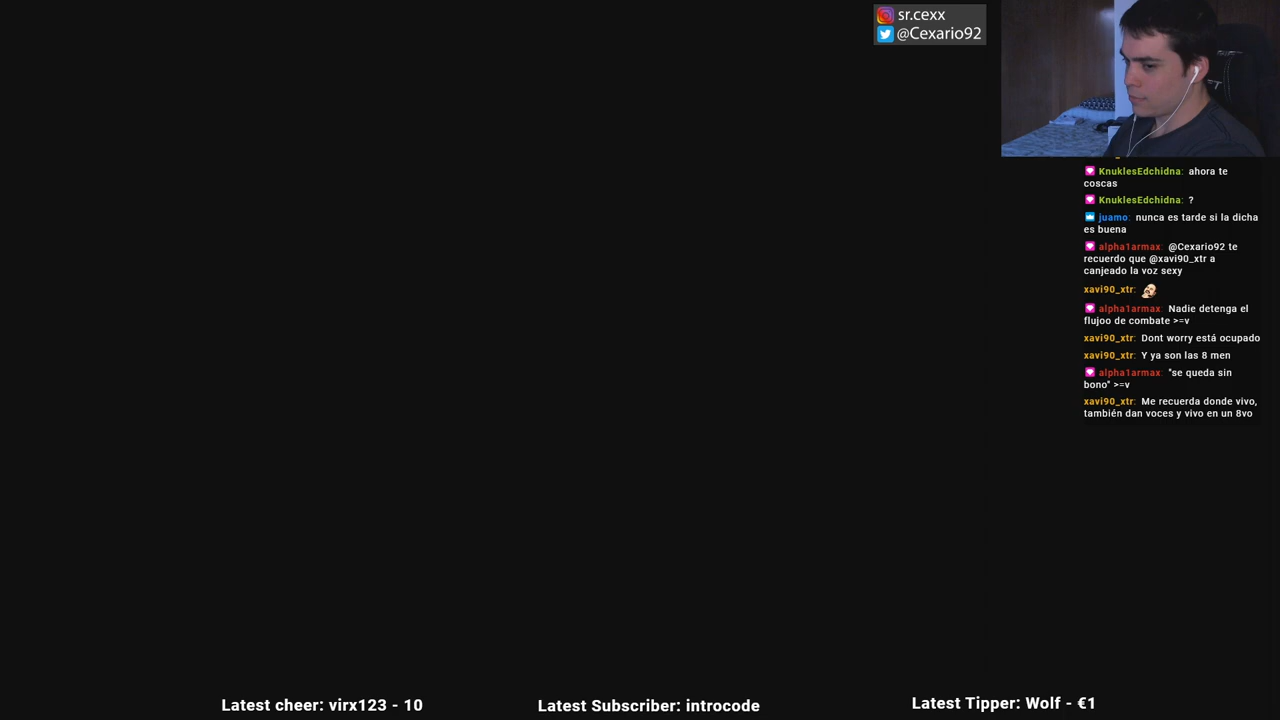 sr.cexx
@Cexario92
KnuklesEdchidna: ahora te
coscas
KnuklesEdchidna: ?
juamo: nunca es tarde si la dicha
es buena
alpha1armax: @Cexario92 te
recuerdo que @xavi90_xtr a
canjeado la voz sexy
xavi90_xtr:
alpha1armax: Nadie detenga el
flujoo de combate >=v
xavi90_xtr: Dont worry está ocupado
xavi90_xtr: Y ya son las 8 men
alpha1armax: "se queda sin
bono" >=v
xavi90_xtr: Me recuerda donde vivo,
también dan voces y vivo en un 8vo
Latest cheer: virx123 - 10
Latest Subscriber: introcode
Latest Tipper: Wolf - €1